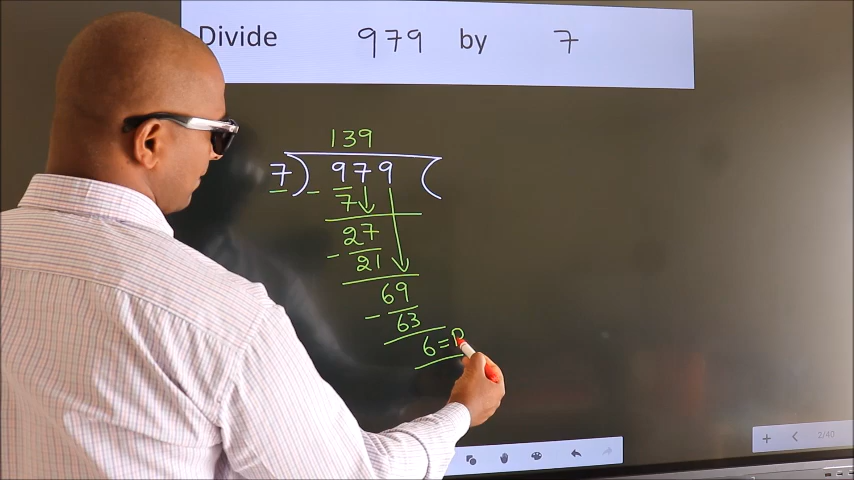 Divide 979 by 7
139
7 ) 979 (
- 7
27
- 21
69
- 63
6 = R
2/40